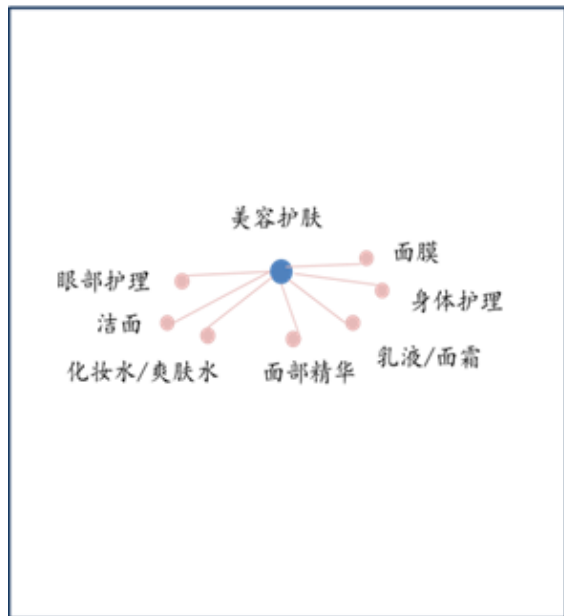 美容护肤
面膜
眼部护理
身体护理
洁面
化妆水/爽肤水
面部精华
乳液/面霜